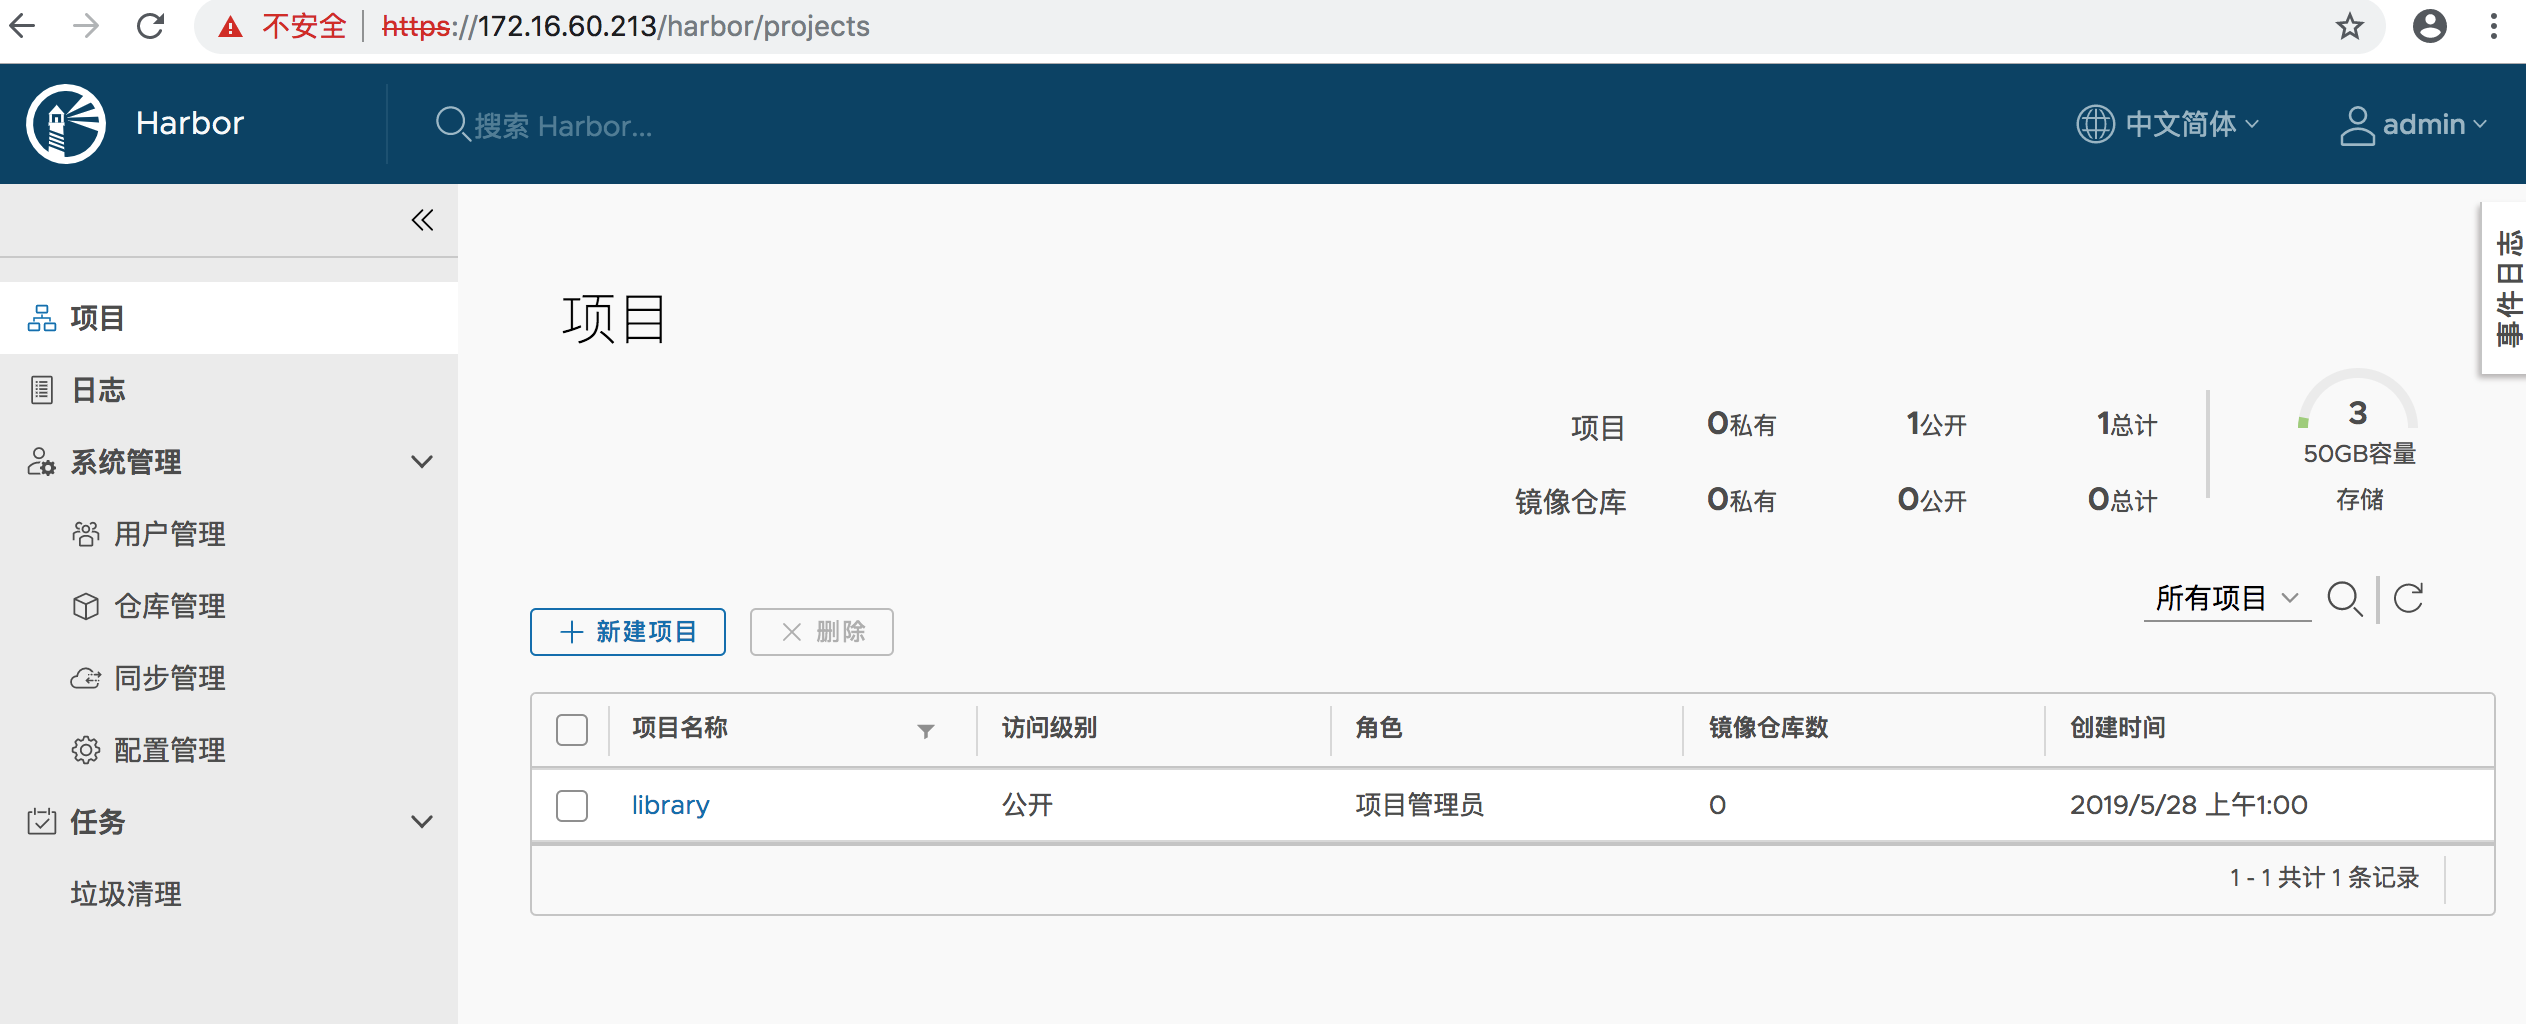 不安全 https://172.16.60.213/harbor/projects
Harbor
搜索 Harbor...
中文简体
admin
事件日志
项目
日志
系统管理
用户管理
仓库管理
同步管理
配置管理
任务
垃圾清理
项目
项目 0私有 1公开 1总计
镜像仓库 0私有 0公开 0总计
3
50GB容量
存储
所有项目
新建项目 删除
项目名称 访问级别 角色 镜像仓库数 创建时间
library 公开 项目管理员 0 2019/5/28 上午1:00
1 - 1 共计 1 条记录